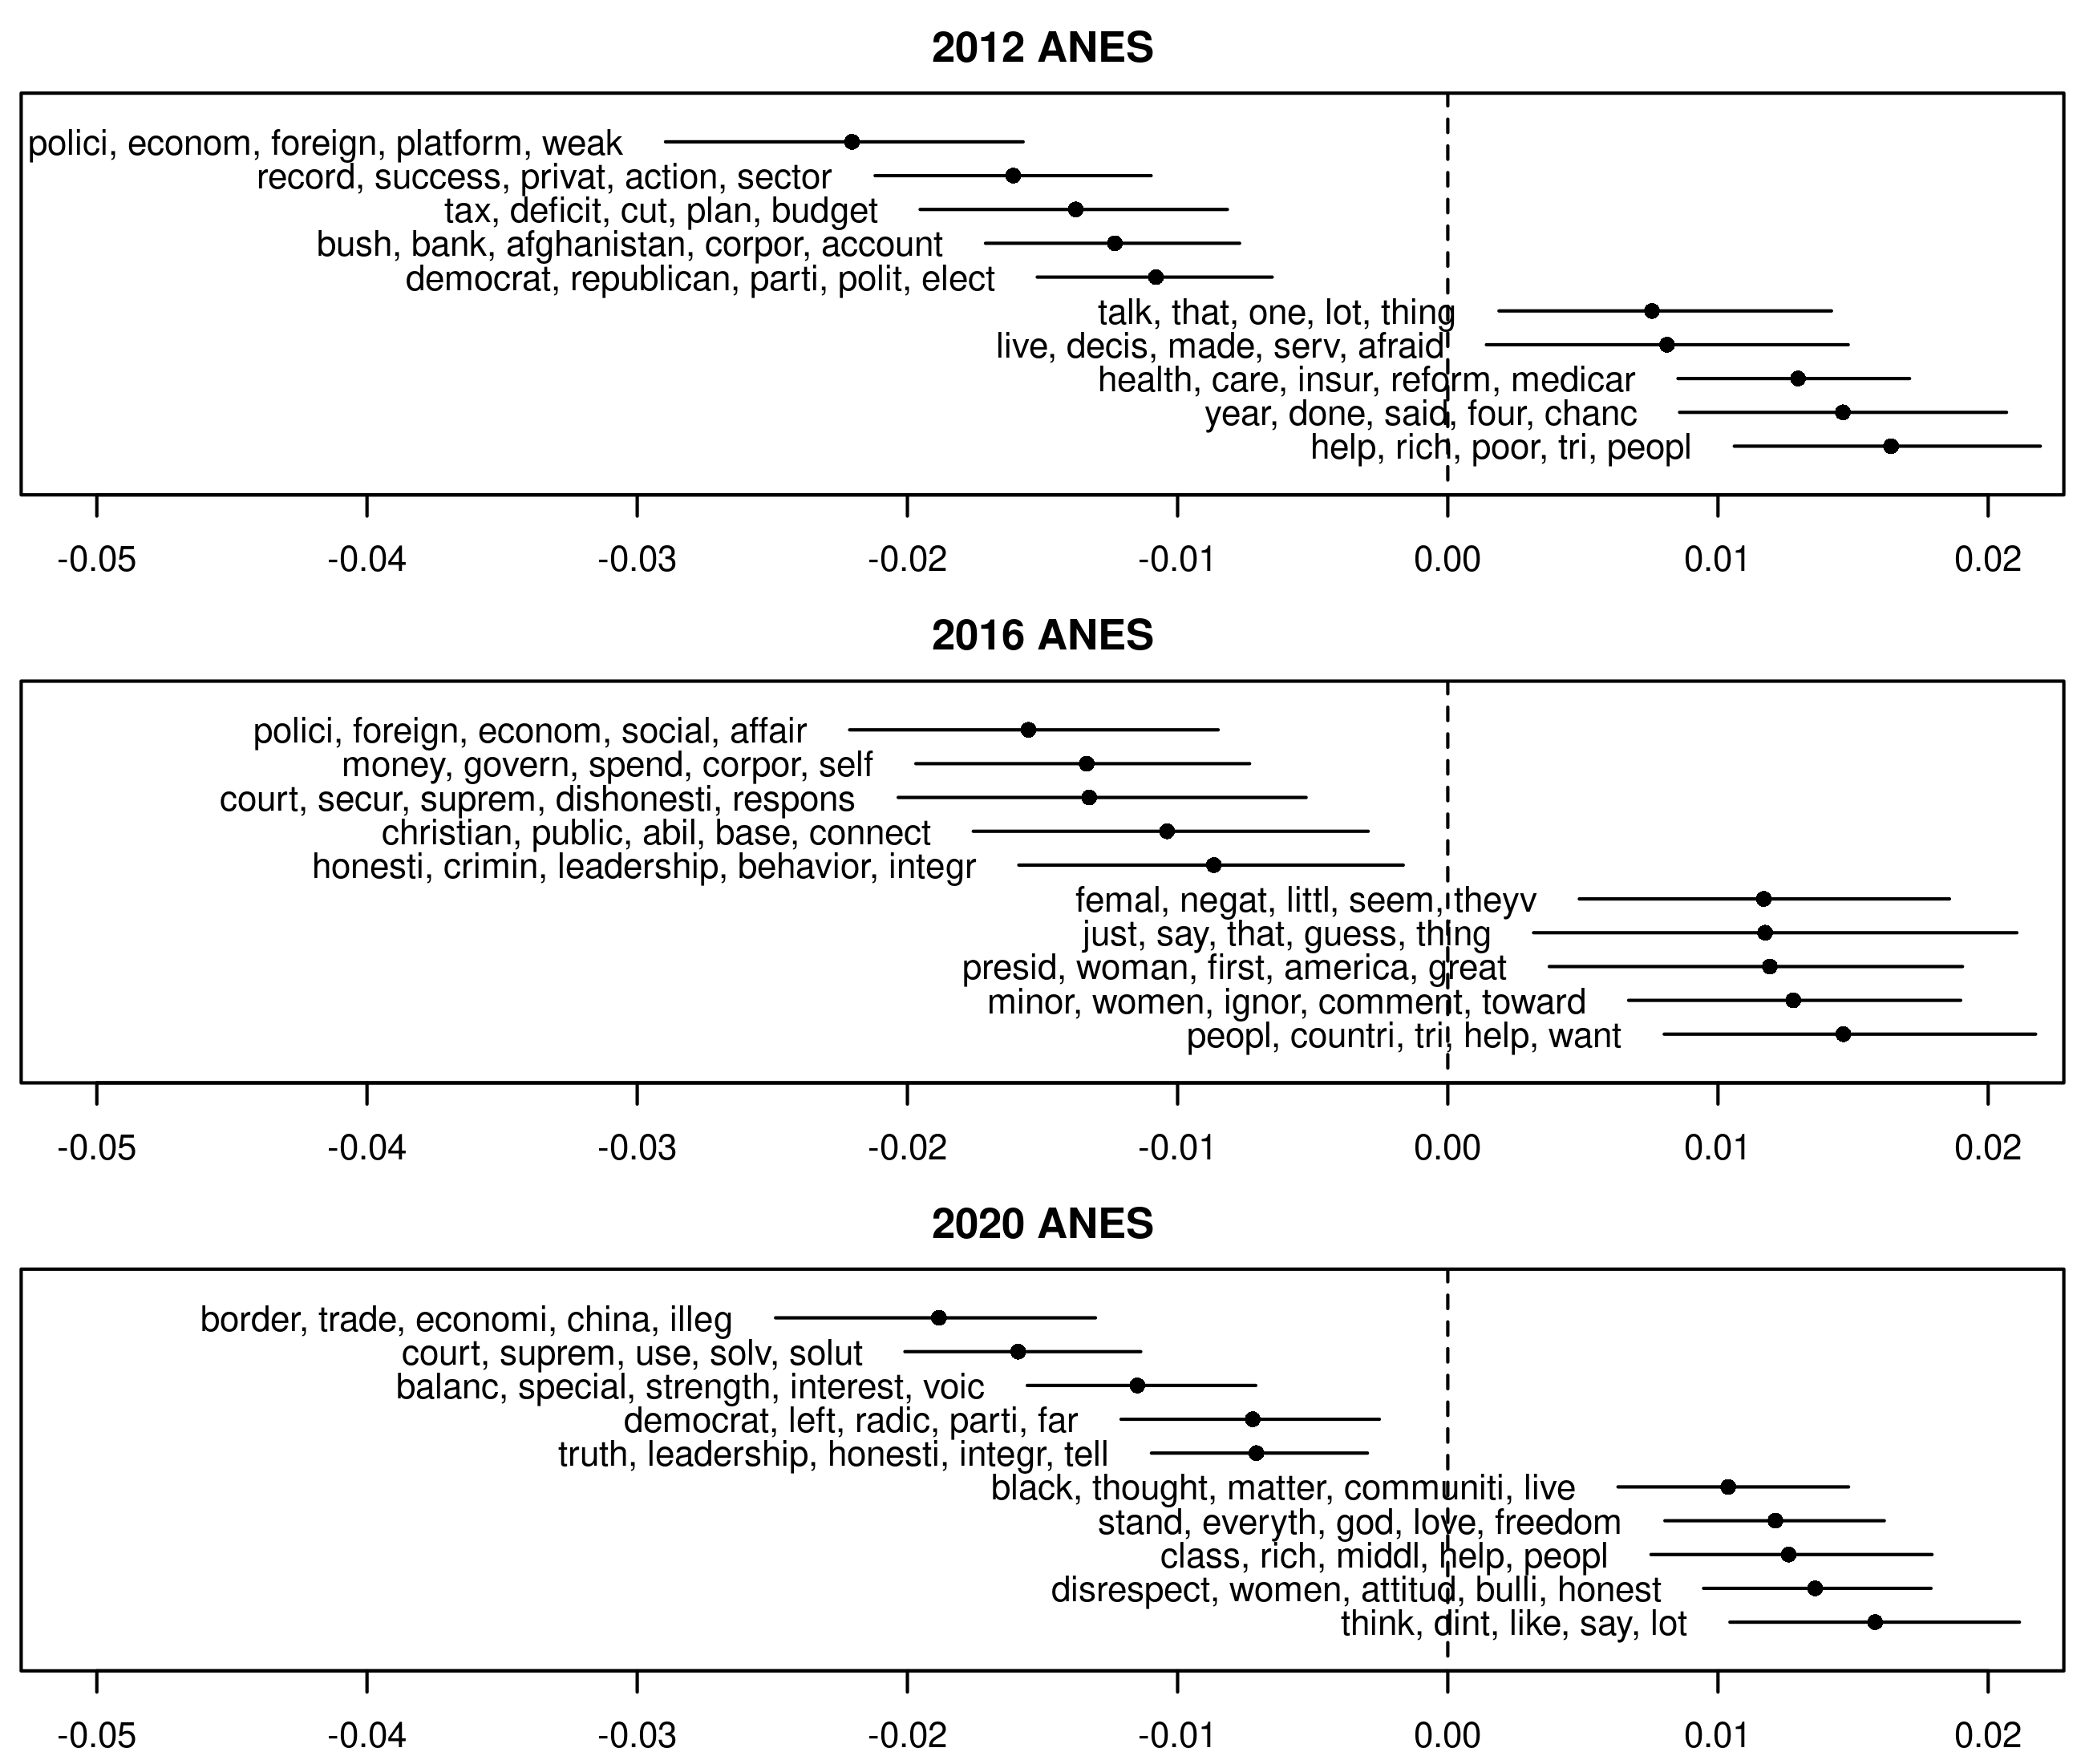 2012 ANES
polici, econom, foreign, platform, weak
record, success, privat, action, sector
tax, deficit, cut, plan, budget
bush, bank, afghanistan, corpor, account
democrat, republican, parti, polit, elect
talk, that, one, lot, thing
live, decis, made, serv, afraid
health, care, insur, reform, medicar
year, done, said, four, chanc
help, rich, poor, tri, peopl
-0.05 -0.04 -0.03 -0.02 -0.01 0.00 0.01 0.02
2016 ANES
polici, foreign, econom, social, affair
money, govern, spend, corpor, self
court, secur, suprem, dishonesti, respons
christian, public, abil, base, connect
honesti, crimin, leadership, behavior, integr
femal, negat, littl, seem, theyv
just, say, that, guess, thing
presid, woman, first, america, great
minor, women, ignor, comment, toward
peopl, countri, tri, help, want
-0.05 -0.04 -0.03 -0.02 -0.01 0.00 0.01 0.02
2020 ANES
border, trade, economi, china, illeg
court, suprem, use, solv, solut
balanc, special, strength, interest, voic
democrat, left, radic, parti, far
truth, leadership, honesti, integr, tell
black, thought, matter, communiti, live
stand, everyth, god, love, freedom
class, rich, middl, help, peopl
disrespect, women, attitud, bulli, honest
think, dint, like, say, lot
-0.05 -0.04 -0.03 -0.02 -0.01 0.00 0.01 0.02